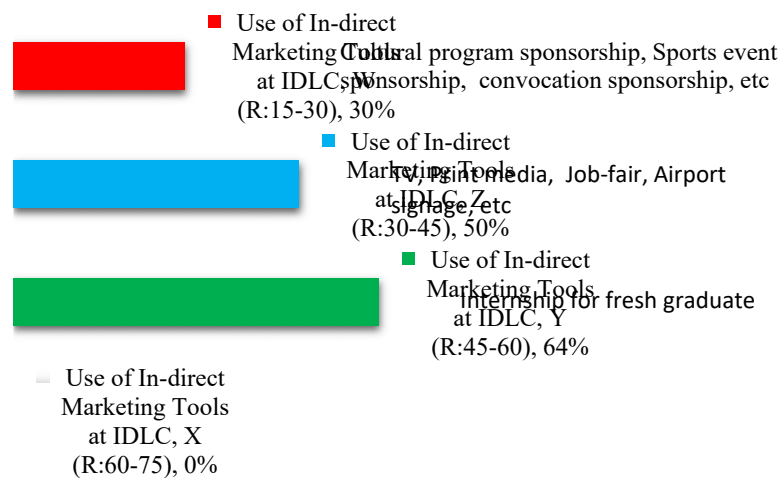 Use of In-direct
Marketing Tools
at IDLC, W
(R:15-30), 30%
Cultural program sponsorship, Sports event
sponsorship, convocation sponsorship, etc
Use of In-direct
Marketing Tools
at IDLC, Z
(R:30-45), 50%
TV, Print media, Job-fair, Airport
signage, etc
Use of In-direct
Marketing Tools
at IDLC, Y
(R:45-60), 64%
Internship for fresh graduate
Use of In-direct
Marketing Tools
at IDLC, X
(R:60-75), 0%